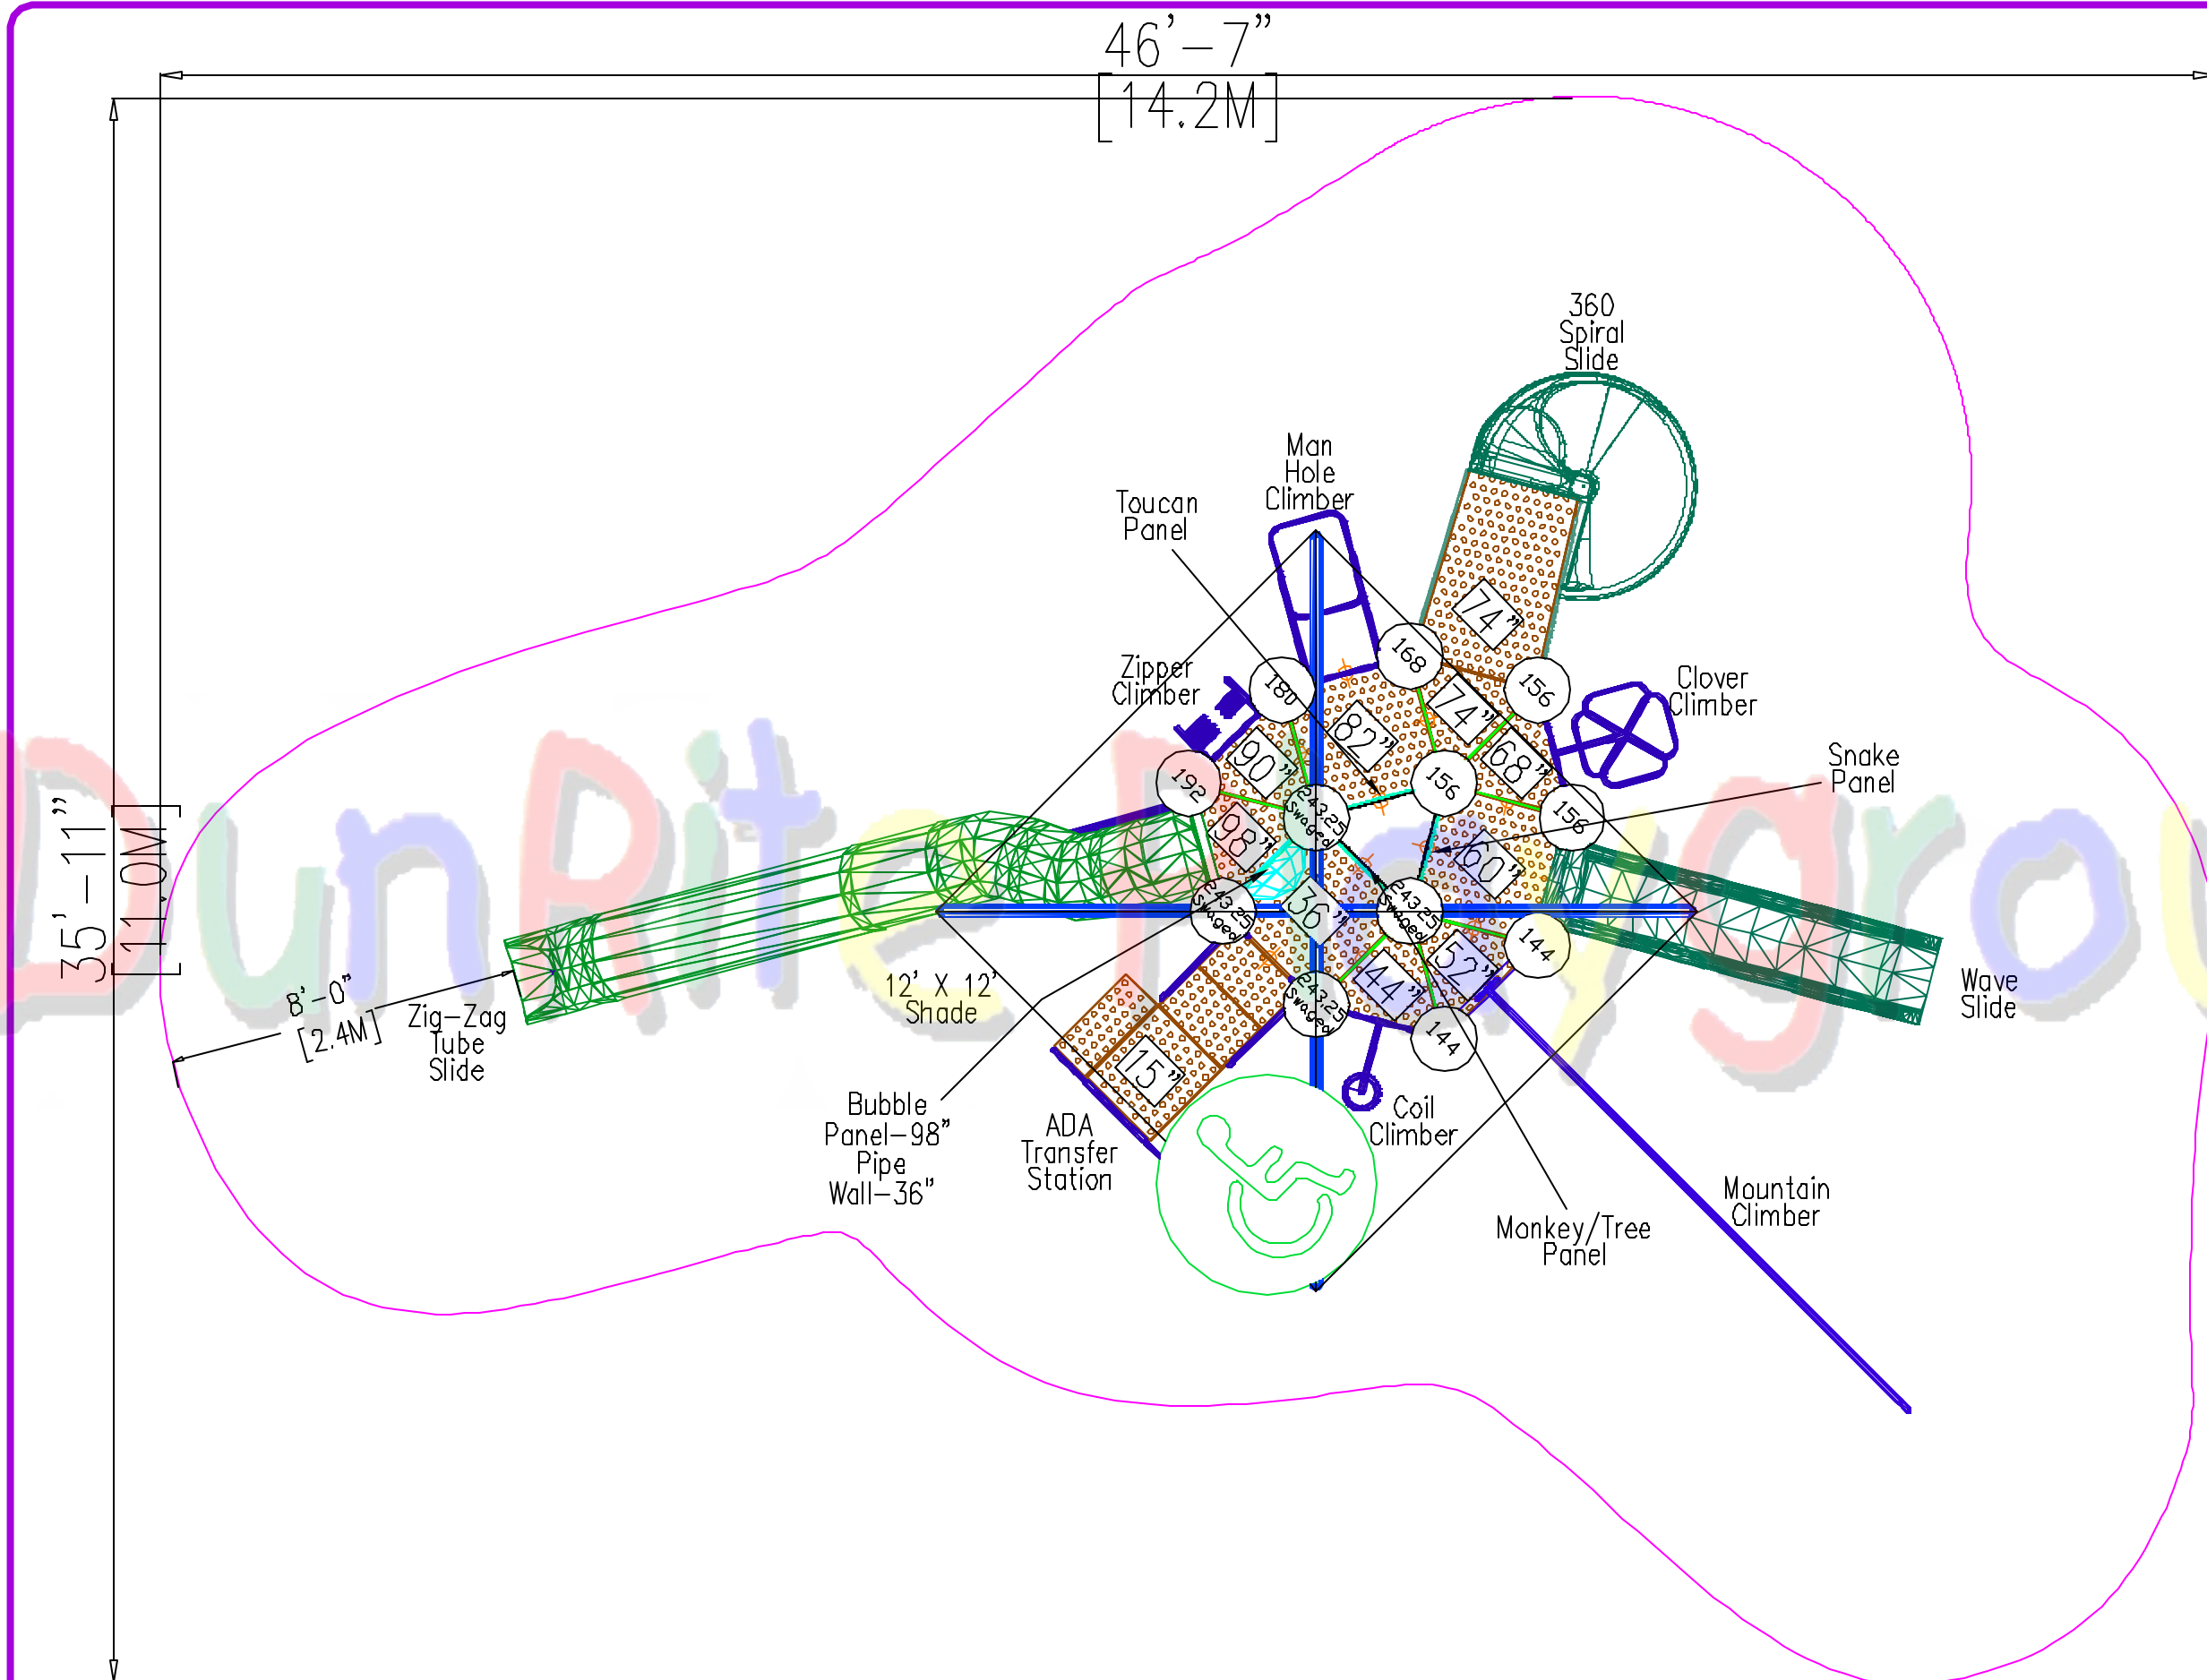 46'-7"
[14.2M]
360
Spiral
Slide
Man
Hole
Climber
Toucan
Panel
74"
168
156
Zipper
Climber
180
Clover
Climber
74"
82"
68"
90"
Snake
Panel
192
156
156
243.25
Swaged
35'-11"
[11.0M]
DunRite Playgrou
98"
60"
36"
243.25
Swaged
243.25
Swaged
144
52"
44"
8'-0"
[2.4M]
12' X 12'
Shade
Wave
Slide
243.25
Swaged
Zig-Zag
Tube
Slide
144
15"
Bubble
Panel-98"
Pipe
Wall-36"
ADA
Transfer
Station
Coil
Climber
Mountain
Climber
Monkey/Tree
Panel